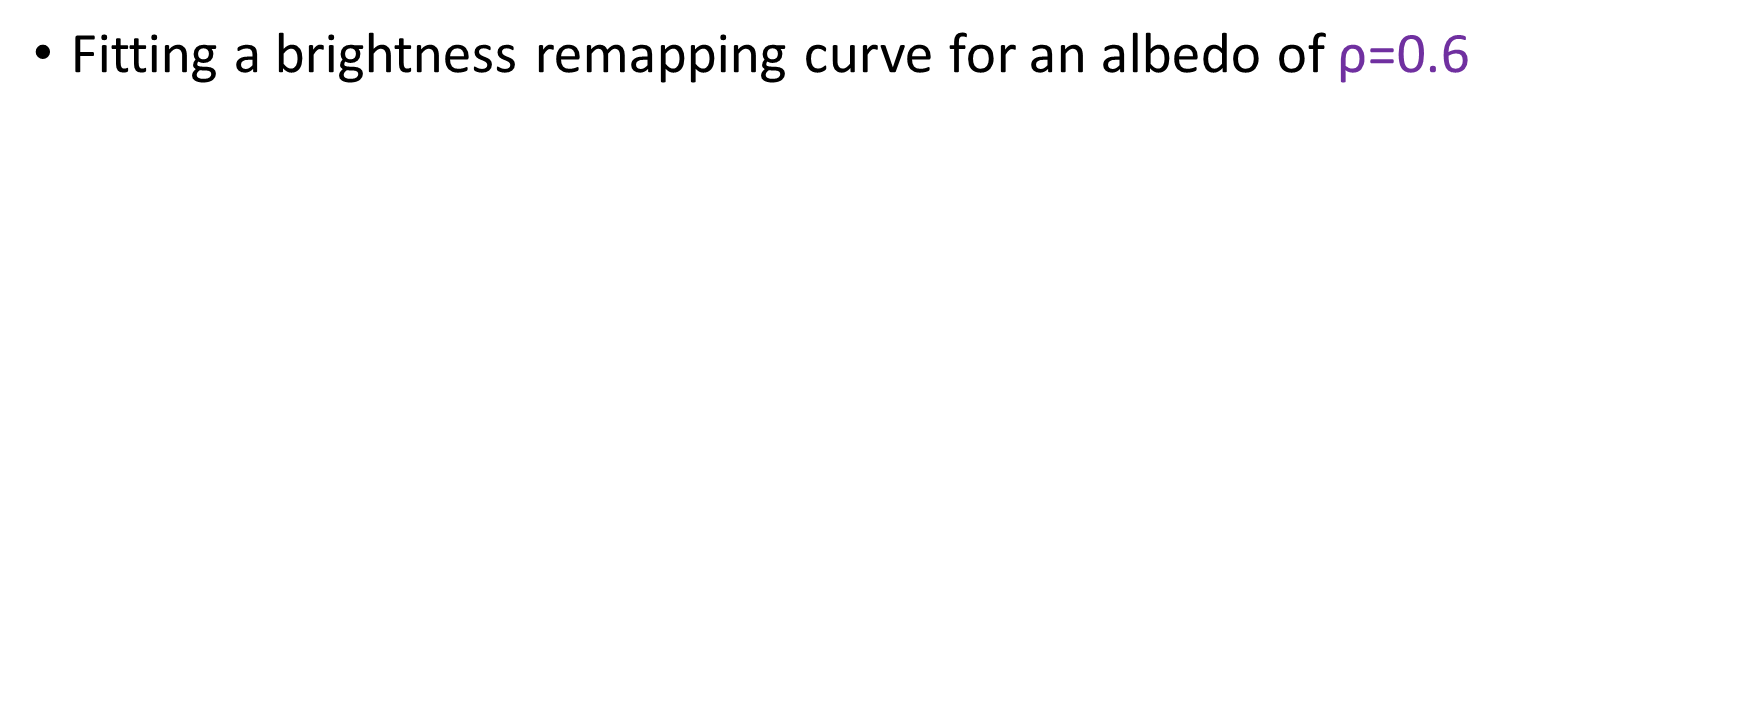 • Fitting a brightness remapping curve for an albedo of ρ=0.6